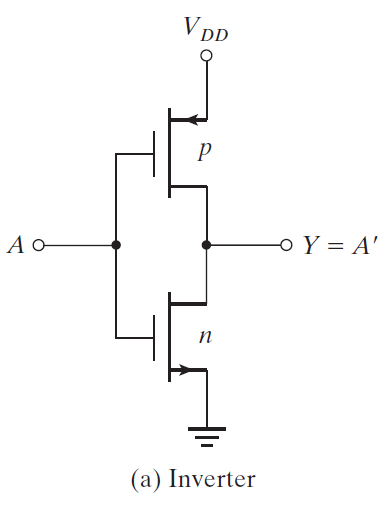 V_DD
p
A
Y = A'
n
(a) Inverter